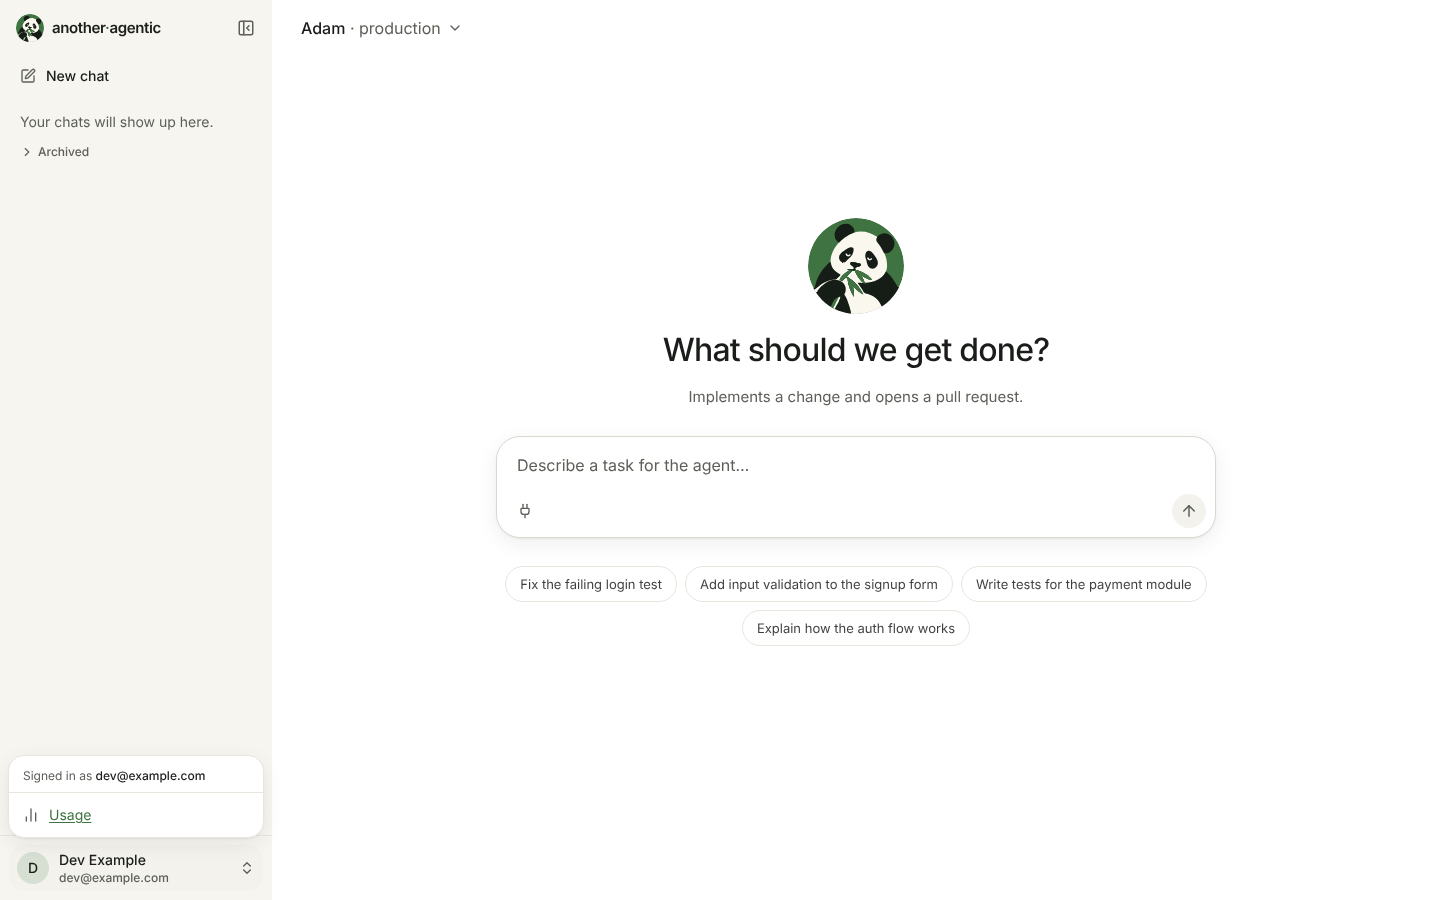 another·agentic
New chat
Your chats will show up here.
Archived
Adam · production
What should we get done?
Implements a change and opens a pull request.
Describe a task for the agent...
Fix the failing login test
Add input validation to the signup form
Write tests for the payment module
Explain how the auth flow works
Signed in as dev@example.com
Usage
D
Dev Example
dev@example.com